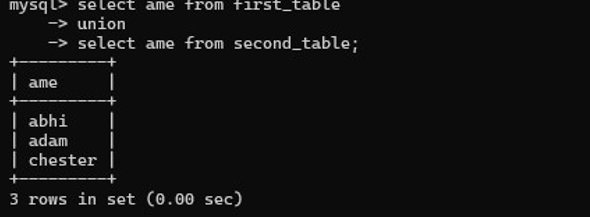 mysql> select ame from first_table
    -> union
    -> select ame from second_table;
+---------+
| ame     |
+---------+
| abhi    |
| adam    |
| chester |
+---------+
3 rows in set (0.00 sec)